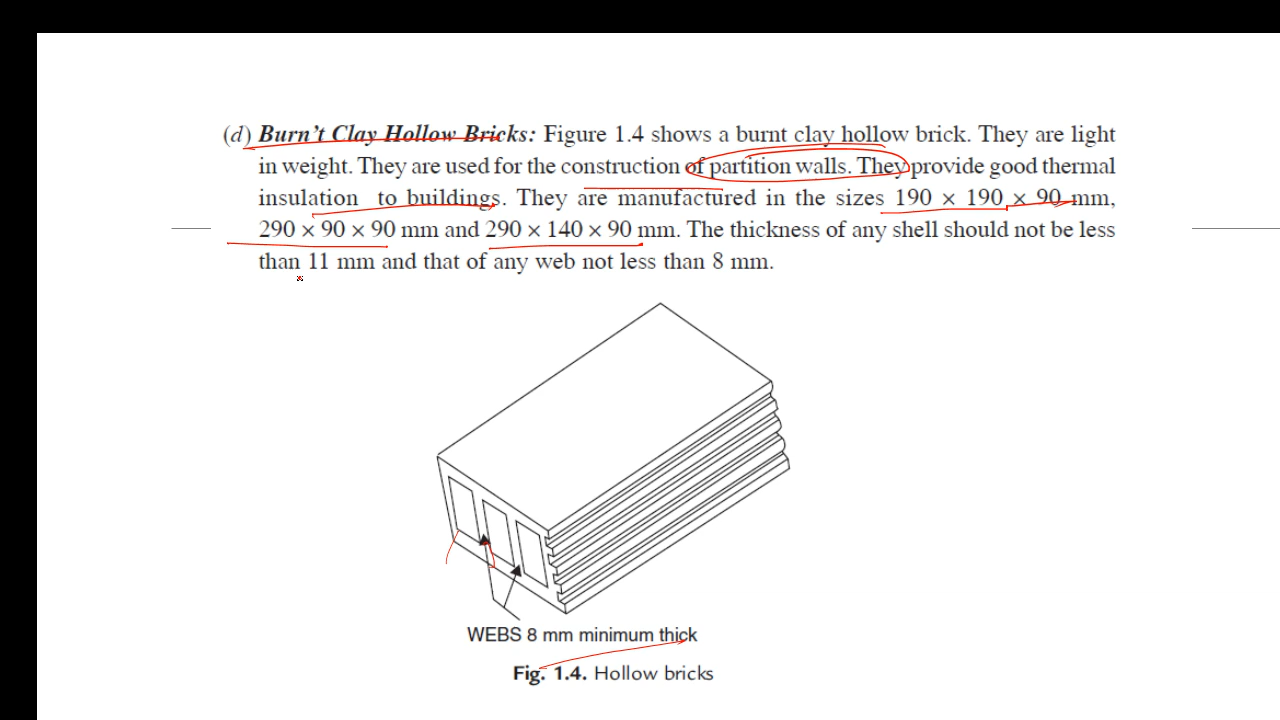 (d) Burn’t Clay Hollow Bricks: Figure 1.4 shows a burnt clay hollow brick. They are light
in weight. They are used for the construction of partition walls. They provide good thermal
insulation to buildings. They are manufactured in the sizes 190 × 190 × 90 mm,
290 × 90 × 90 mm and 290 × 140 × 90 mm. The thickness of any shell should not be less
than 11 mm and that of any web not less than 8 mm.
WEBS 8 mm minimum thick
Fig. 1.4. Hollow bricks